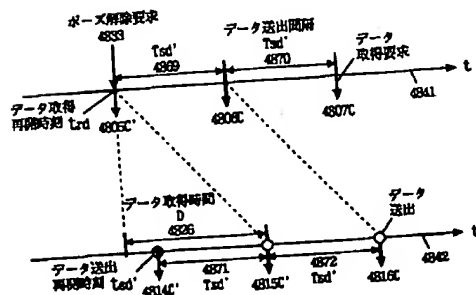 ポーズ解除要求
4833
Tsd'
4869
データ送出間隔
Tsd'
4870
データ
取得要求
t
4841
データ取得
再開時刻 trd
4805C'
4806C
4807C
データ取得時間
D
4826
データ
送出
t
4842
データ送出
再開時刻 tsd'
4814C'
4871
Tsd'
4815C'
4872
Tsd'
4816C